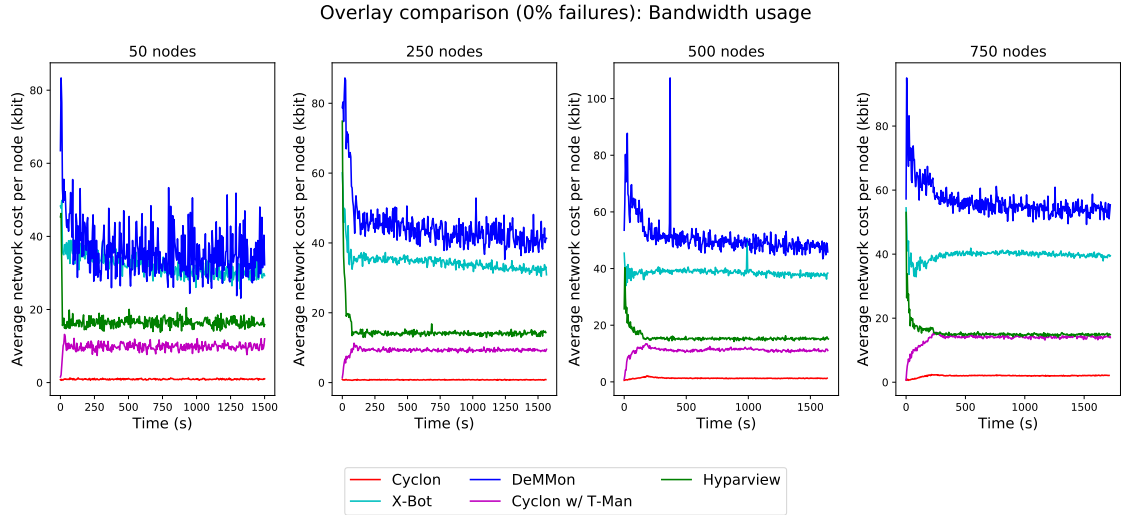 Overlay comparison (0% failures): Bandwidth usage
50 nodes
Average network cost per node (kbit)
80
60
40
20
0
0 250 500 750 1000 1250 1500
Time (s)
250 nodes
Average network cost per node (kbit)
80
60
40
20
0
0 250 500 750 1000 1250 1500
Time (s)
500 nodes
Average network cost per node (kbit)
100
80
60
40
20
0
0 500 1000 1500
Time (s)
750 nodes
Average network cost per node (kbit)
80
60
40
20
0
0 500 1000 1500
Time (s)
Cyclon DeMMon Hyparview
X-Bot Cyclon w/ T-Man